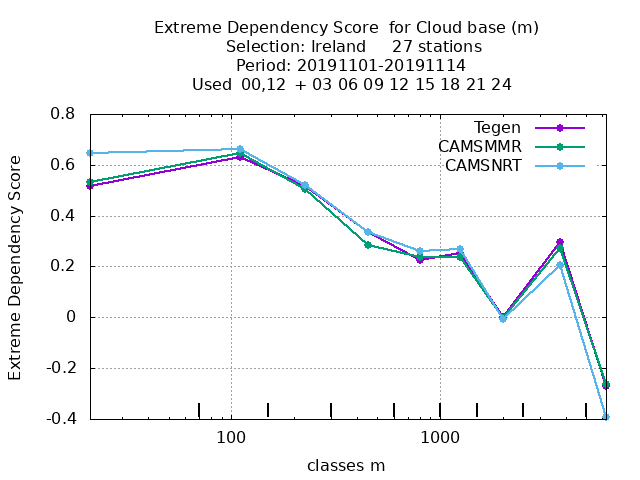 Extreme Dependency Score for Cloud base (m)
Selection: Ireland 27 stations
Period: 20191101-20191114
Used 00,12 + 03 06 09 12 15 18 21 24
Extreme Dependency Score
0.8
0.6
0.4
0.2
0
-0.2
-0.4
Tegen
CAMSMMR
CAMSNRT
100
1000
classes m